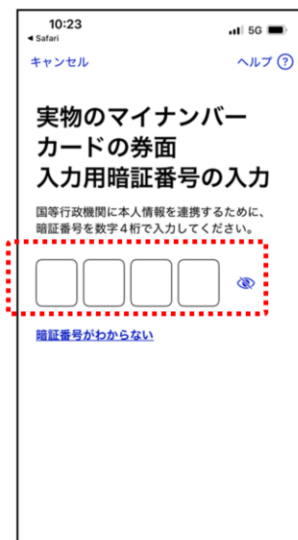 10:23
5G
◀ Safari
キャンセル
ヘルプ ?
実物のマイナンバー
カードの券面
入力用暗証番号の入力
国等行政機関に本人情報を連携するために、
暗証番号を数字4桁で入力してください。
暗証番号がわからない